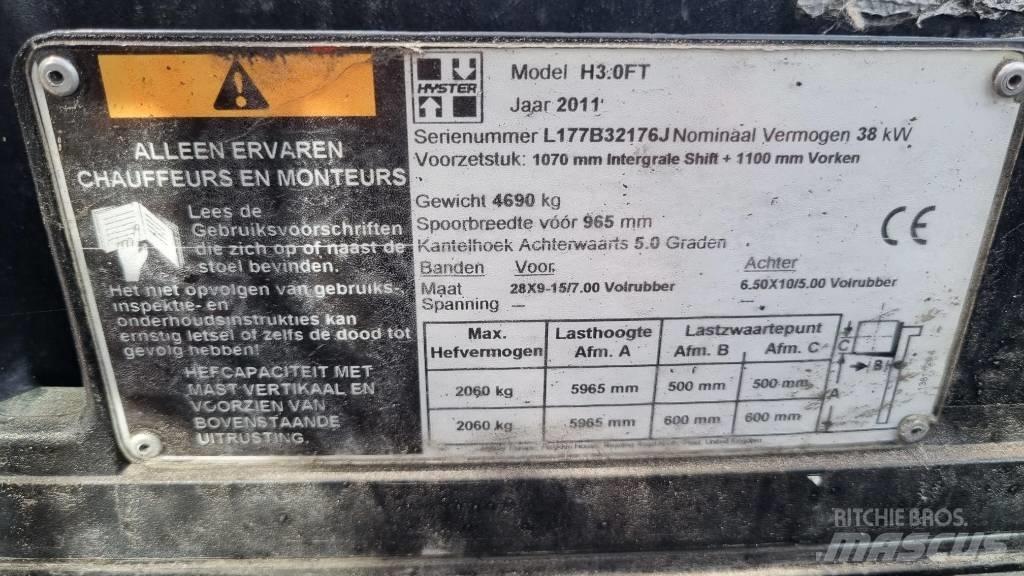 ALLEEN ERVAREN
CHAUFFEURS EN MONTEURS
Lees de
Gebruiksvoorschriften
die zich op of naast de
stoel bevinden.
Het niet opvolgen van gebruiks-,
inspektie- en
onderhoudsinstrukties kan
ernstig letsel of zelfs de dood tot
gevolg hebben!
HEFCAPACITEIT MET
MAST VERTIKAAL EN
VOORZIEN VAN
BOVENSTAANDE
UITRUSTING.
HYSTER
Model H3.0FT
Jaar 2011
Serienummer L177B32176J Nominaal Vermogen 38 kW
Voorzetstuk: 1070 mm Intergrale Shift + 1100 mm Vorken
Gewicht 4690 kg
Spoorbreedte vóór 965 mm
Kantelhoek Achterwaarts 5.0 Graden
CE
Banden Voor Achter
Maat 28X9-15/7.00 Volrubber 6.50X10/5.00 Volrubber
Spanning — —
Max. Hefvermogen Lasthoogte Afm. A Lastzwaartepunt Afm. B Afm. C
2060 kg 5965 mm 500 mm 500 mm
2060 kg 5965 mm 600 mm 600 mm
C
B
A
United Kingdom
RITCHIE BROS.
MASCUS